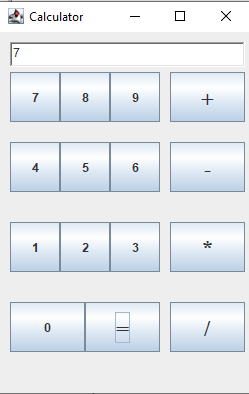 Calculator
7
7 8 9 +
4 5 6 -
1 2 3 *
0 = /